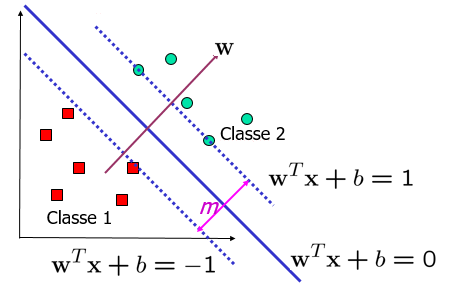 w
Classe 2
wᵀx + b = 1
m
Classe 1
wᵀx + b = 0
wᵀx + b = −1